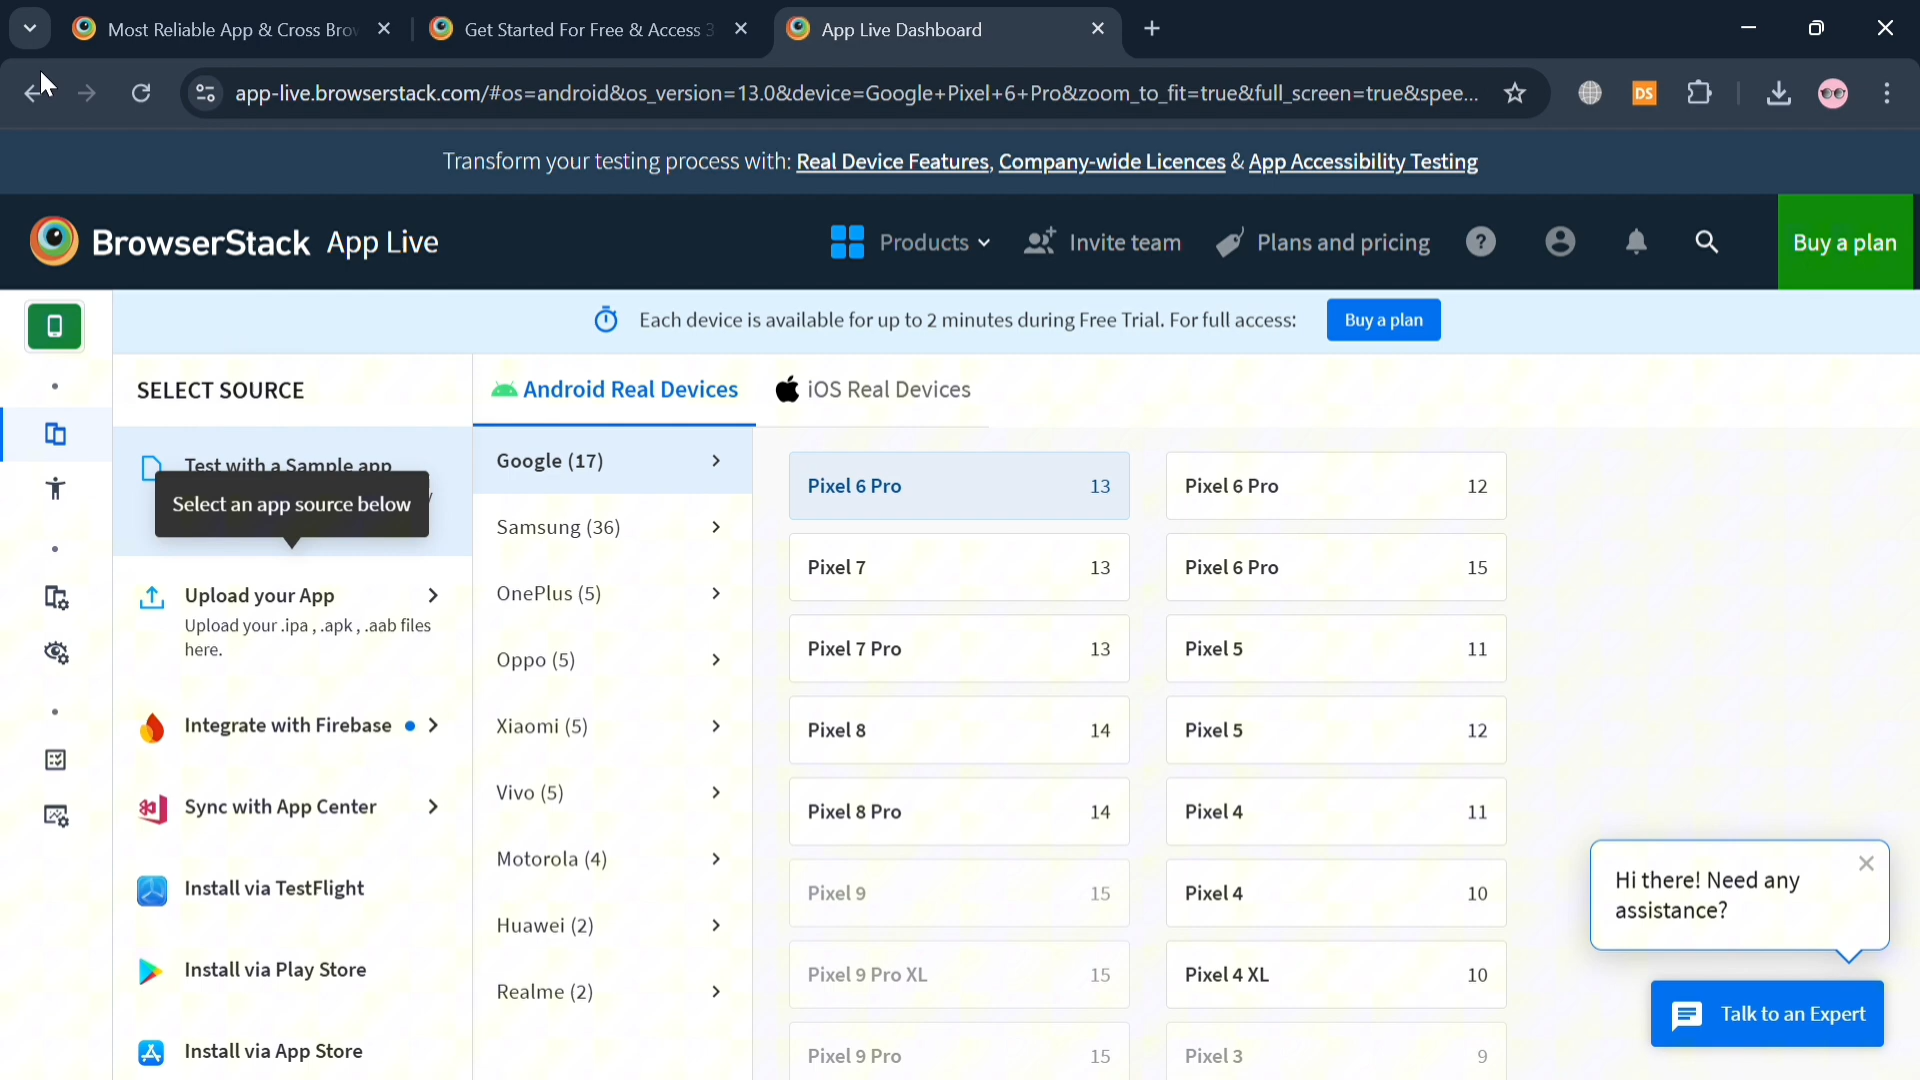 Most Reliable App & Cross Brow
Get Started For Free & Access 3
App Live Dashboard
app-live.browserstack.com/#os=android&os_version=13.0&device=Google+Pixel+6+Pro&zoom_to_fit=true&full_screen=true&spee...
DS
Transform your testing process with: Real Device Features, Company-wide Licences & App Accessibility Testing
BrowserStack App Live
Products
Invite team
Plans and pricing
?
Buy a plan
Each device is available for up to 2 minutes during Free Trial. For full access:
Buy a plan
SELECT SOURCE
Android Real Devices
iOS Real Devices
Test with a Sample app
Select an app source below
Upload your App
Upload your .ipa , .apk , .aab files
here.
Integrate with Firebase
Sync with App Center
Install via TestFlight
Install via Play Store
Install via App Store
Google (17)
Samsung (36)
OnePlus (5)
Oppo (5)
Xiaomi (5)
Vivo (5)
Motorola (4)
Huawei (2)
Realme (2)
Pixel 6 Pro 13
Pixel 6 Pro 12
Pixel 7 13
Pixel 6 Pro 15
Pixel 7 Pro 13
Pixel 5 11
Pixel 8 14
Pixel 5 12
Pixel 8 Pro 14
Pixel 4 11
Pixel 9 15
Pixel 4 10
Pixel 9 Pro XL 15
Pixel 4 XL 10
Pixel 9 Pro 15
Pixel 3 9
Hi there! Need any
assistance?
Talk to an Expert